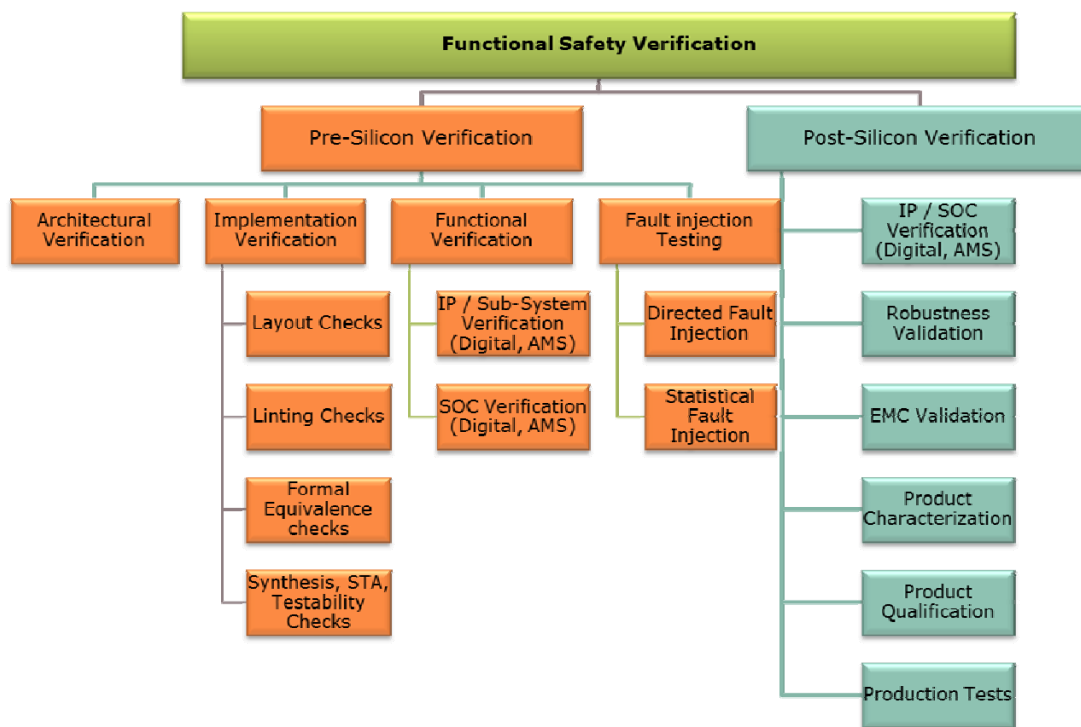 Functional Safety Verification
Pre-Silicon Verification
Post-Silicon Verification
Architectural
Verification
Implementation
Verification
Functional
Verification
Fault injection
Testing
IP / SOC
Verification
(Digital, AMS)
Layout Checks
IP / Sub-System
Verification
(Digital, AMS)
Directed Fault
Injection
Robustness
Validation
Linting Checks
SOC Verification
(Digital, AMS)
Statistical
Fault
Injection
EMC Validation
Formal
Equivalence
checks
Product
Characterization
Synthesis, STA,
Testability
Checks
Product
Qualification
Production Tests